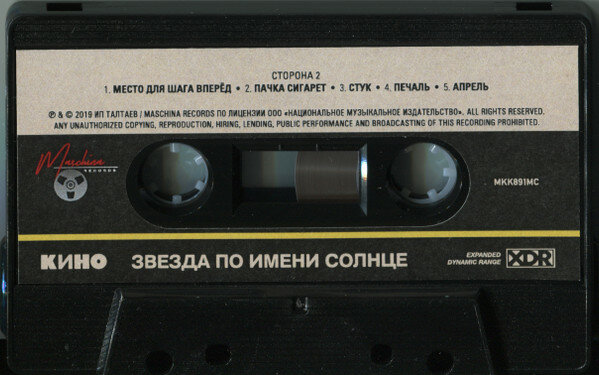 СТОРОНА 2
1. МЕСТО ДЛЯ ШАГА ВПЕРЁД • 2. ПАЧКА СИГАРЕТ • 3. СТУК • 4. ПЕЧАЛЬ • 5. АПРЕЛЬ
℗ & © 2019 ИП ТАЛТАЕВ / MASCHINA RECORDS ПО ЛИЦЕНЗИИ ООО «НАЦИОНАЛЬНОЕ МУЗЫКАЛЬНОЕ ИЗДАТЕЛЬСТВО». ALL RIGHTS RESERVED.
ANY UNAUTHORIZED COPYING, REPRODUCTION, HIRING, LENDING, PUBLIC PERFORMANCE AND BROADCASTING OF THIS RECORDING PROHIBITED.
Maschina
RECORDS
MKK891MC
КИНО
ЗВЕЗДА ПО ИМЕНИ СОЛНЦЕ
EXPANDED
DYNAMIC RANGE
XDR